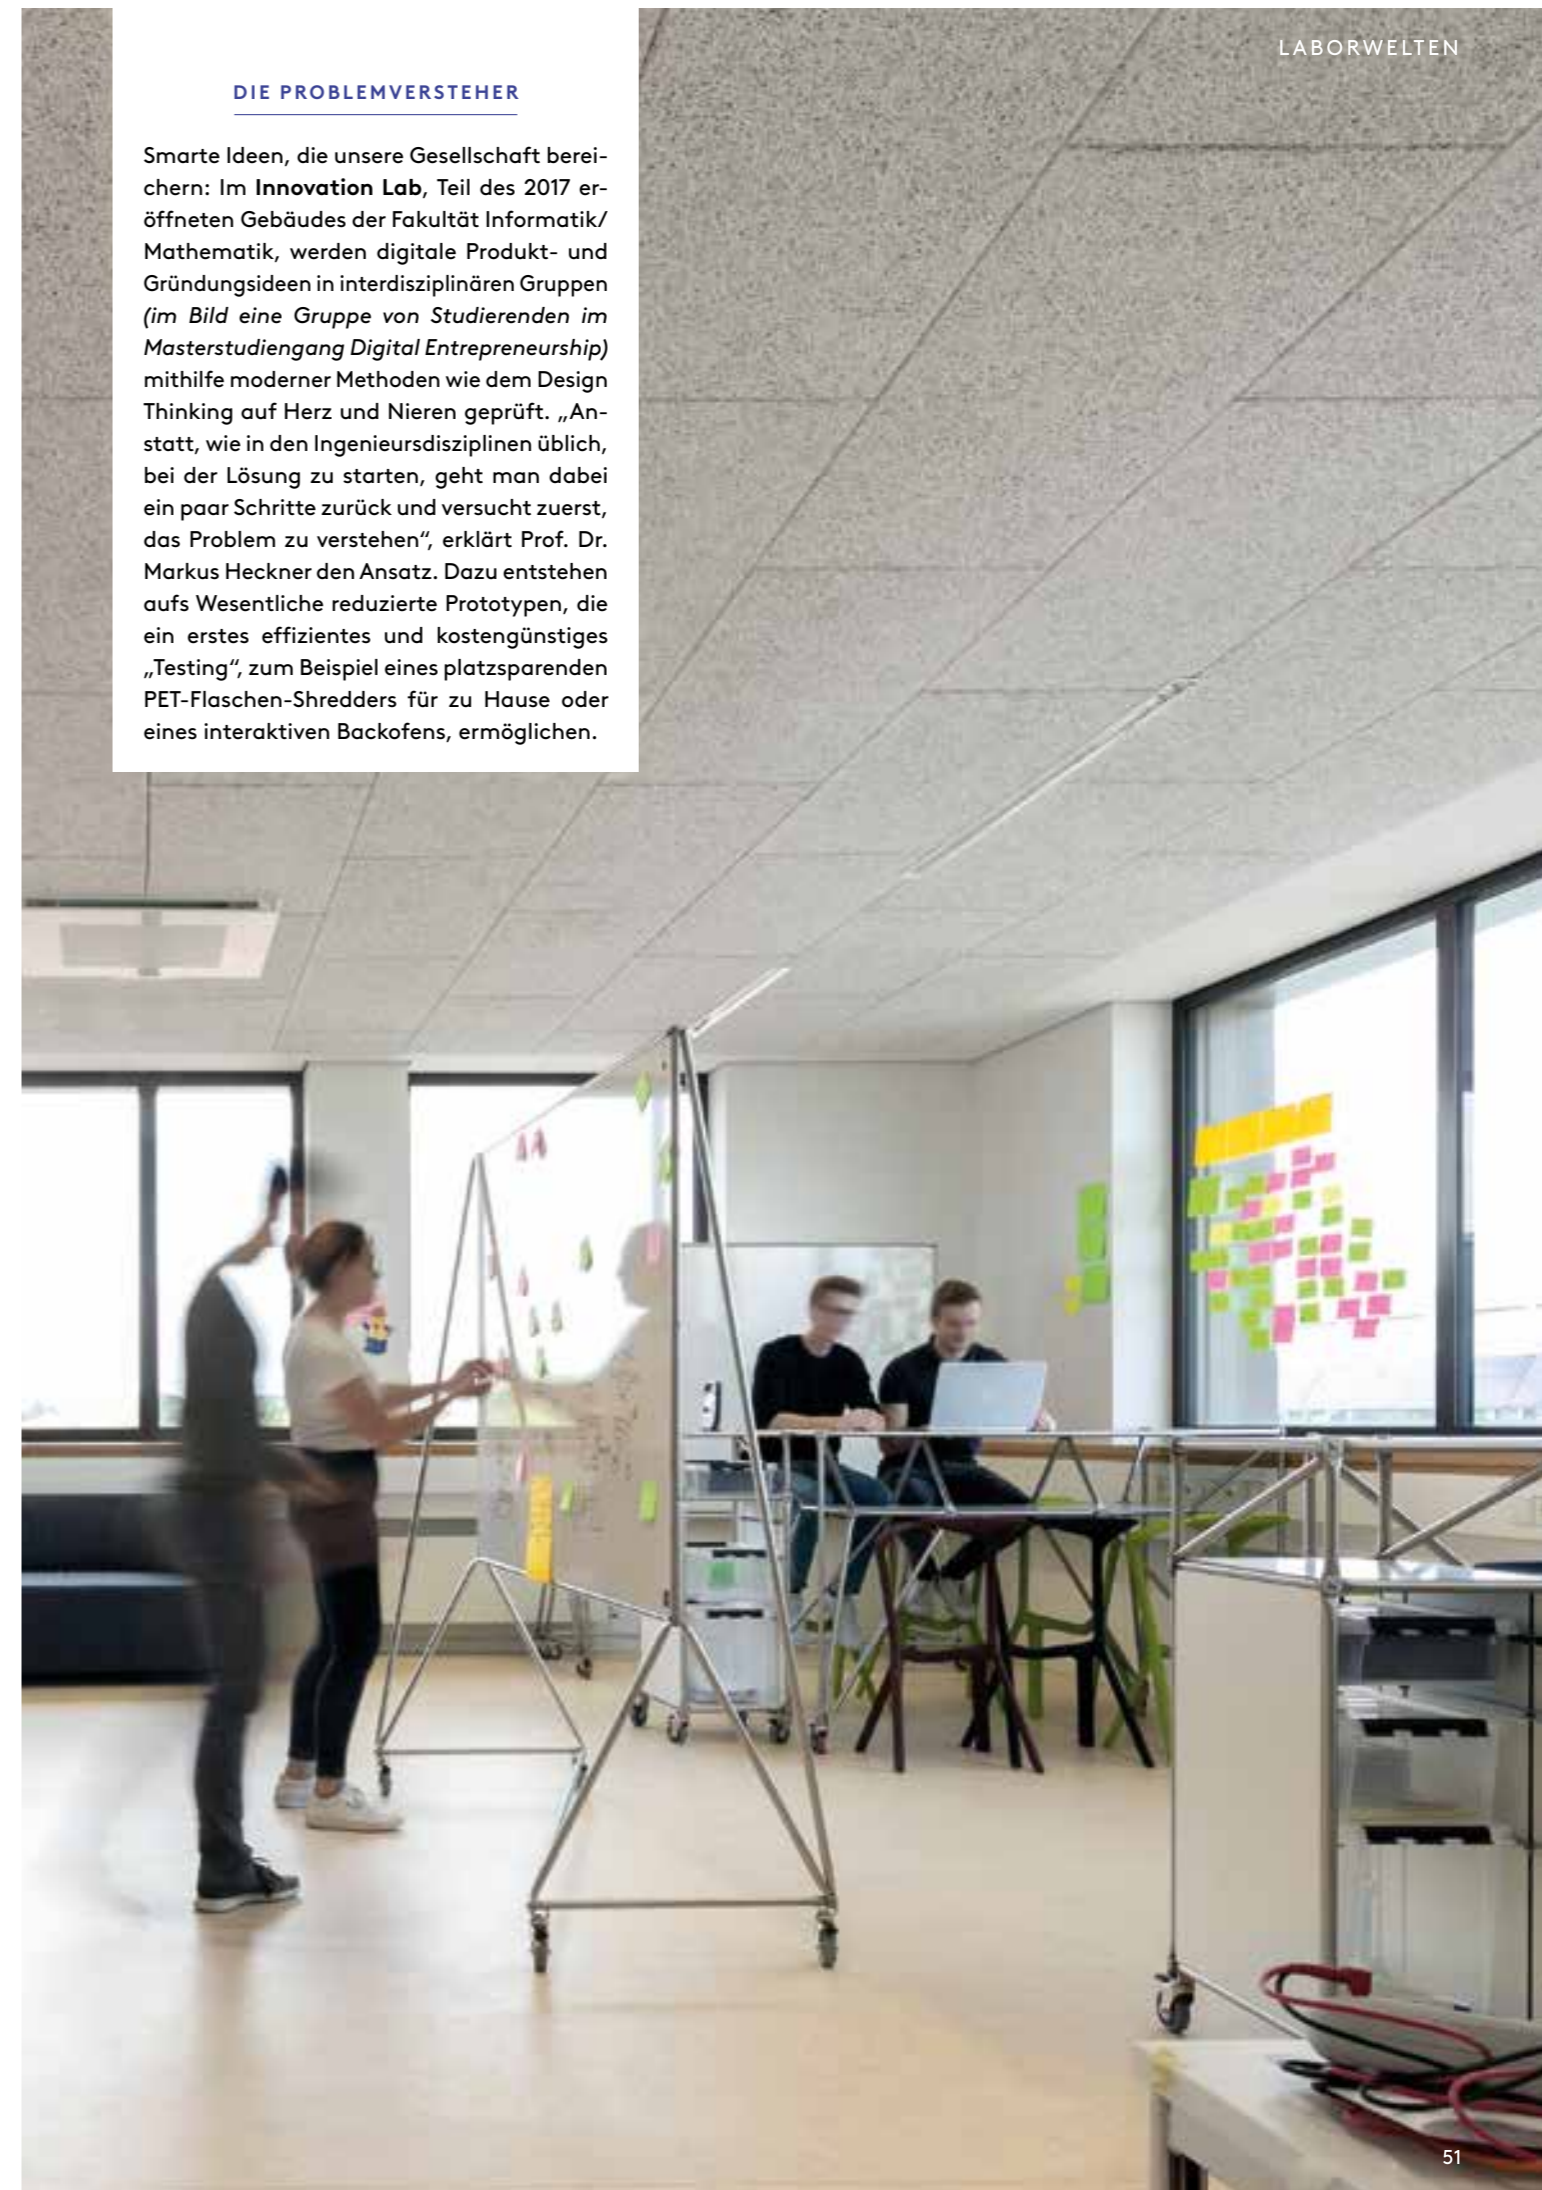 LABORWELTEN
DIE PROBLEMVERSTEHER
Smarte Ideen, die unsere Gesellschaft berei-
chern: Im Innovation Lab, Teil des 2017 er-
öffneten Gebäudes der Fakultät Informatik/
Mathematik, werden digitale Produkt- und
Gründungsideen in interdisziplinären Gruppen
(im Bild eine Gruppe von Studierenden im
Masterstudiengang Digital Entrepreneurship)
mithilfe moderner Methoden wie dem Design
Thinking auf Herz und Nieren geprüft. „An-
statt, wie in den Ingenieursdisziplinen üblich,
bei der Lösung zu starten, geht man dabei
ein paar Schritte zurück und versucht zuerst,
das Problem zu verstehen“, erklärt Prof. Dr.
Markus Heckner den Ansatz. Dazu entstehen
aufs Wesentliche reduzierte Prototypen, die
ein erstes effizientes und kostengünstiges
„Testing“, zum Beispiel eines platzsparenden
PET-Flaschen-Shredders für zu Hause oder
eines interaktiven Backofens, ermöglichen.
51